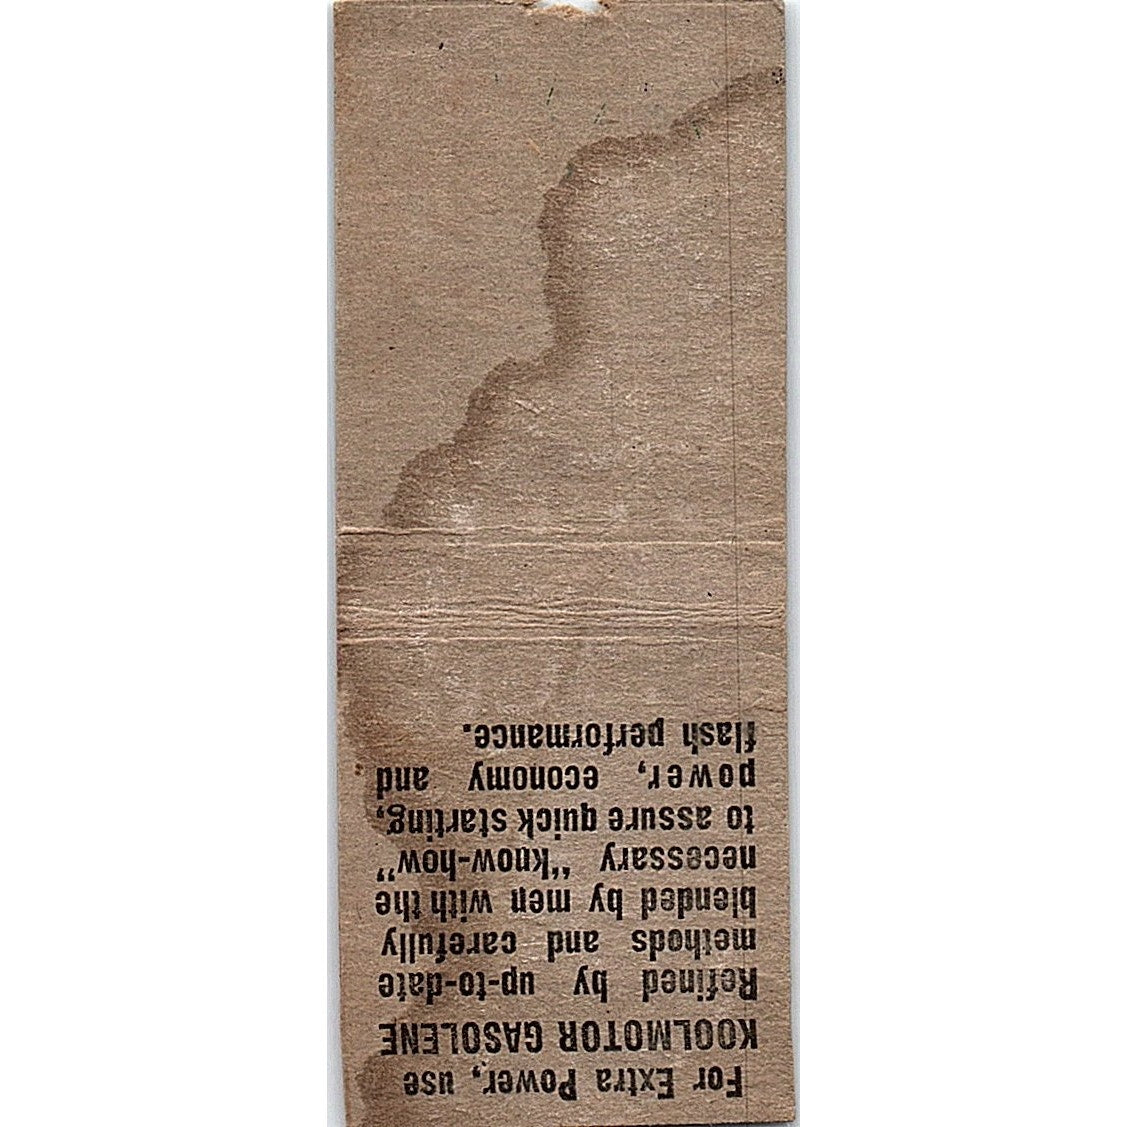 For Extra Power, use
KOOLMOTOR GASOLENE
Refined by up-to-date
methods and carefully
blended by men with the
necessary "know-how"
to assure quick starting,
power, economy and
flash performance.